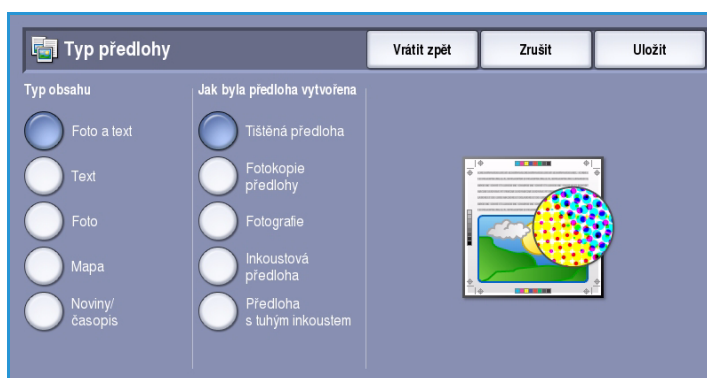 Typ předlohy
Vrátit zpět
Zrušit
Uložit
Typ obsahu
Jak byla předloha vytvořena
Foto a text
Tištěná předloha
Text
Fotokopie
předlohy
Foto
Fotografie
Mapa
Inkoustová
předloha
Noviny/
časopis
Předloha
s tuhým inkoustem